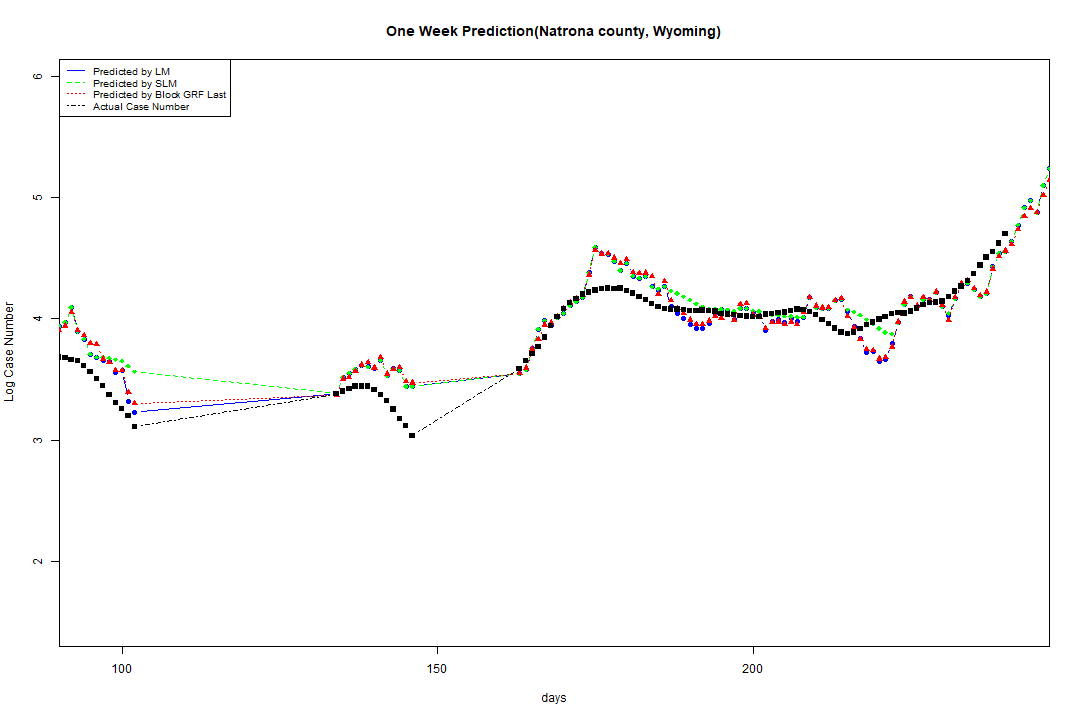 One Week Prediction(Natrona county, Wyoming)
Predicted by LM
Predicted by SLM
Predicted by Block GRF Last
Actual Case Number
6
5
4
3
2
Log Case Number
100
150
200
days